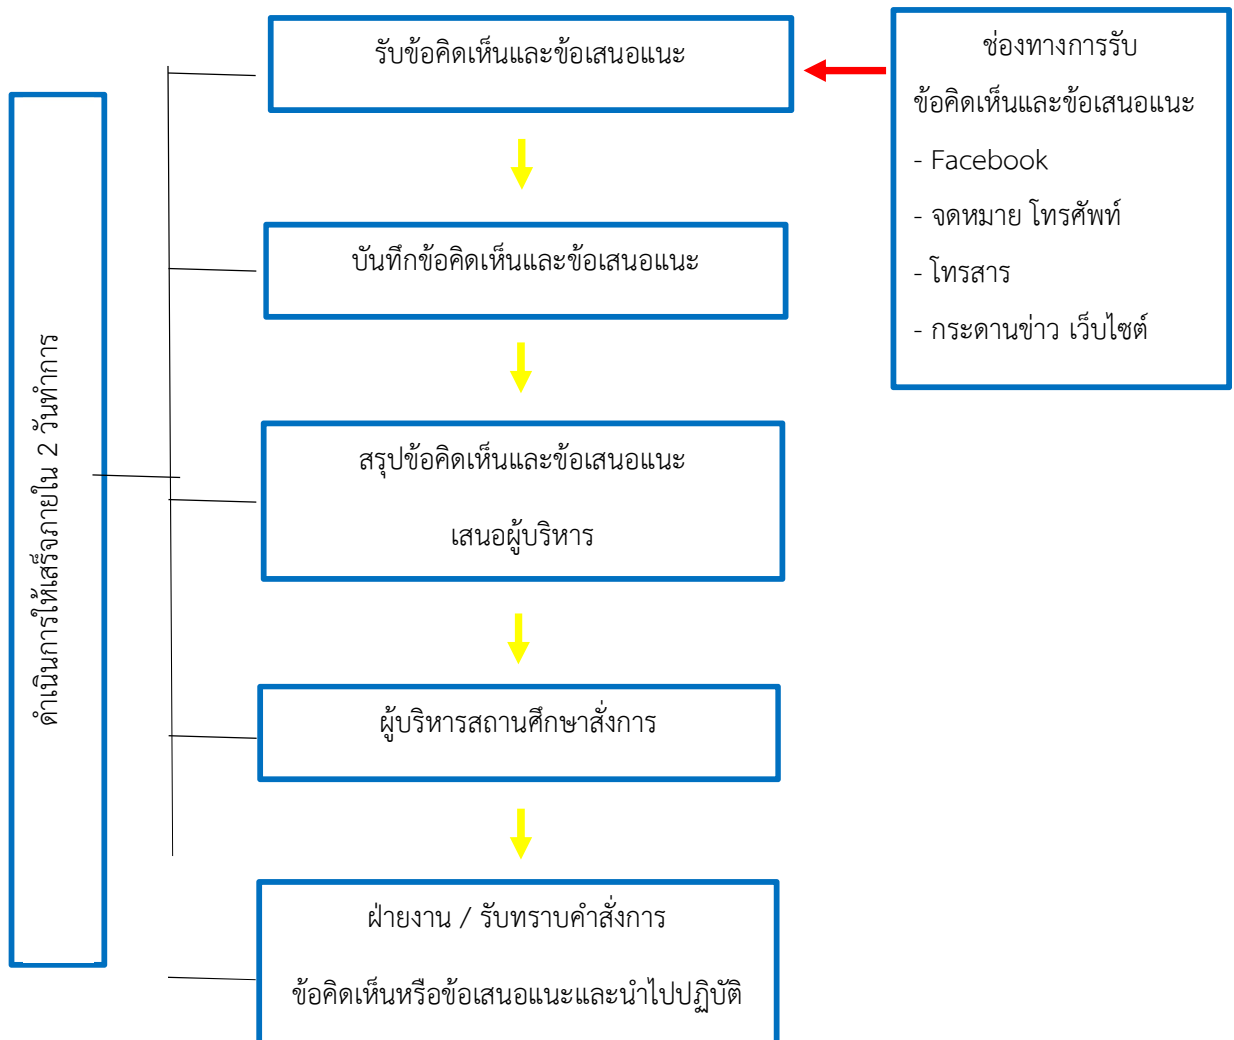 รับข้อคิดเห็นและข้อเสนอแนะ
ช่องทางการรับ
ข้อคิดเห็นและข้อเสนอแนะ
- Facebook
- จดหมาย โทรศัพท์
- โทรสาร
- กระดานข่าว เว็บไซต์
บันทึกข้อคิดเห็นและข้อเสนอแนะ
สรุปข้อคิดเห็นและข้อเสนอแนะ
เสนอผู้บริหาร
ผู้บริหารสถานศึกษาสั่งการ
ฝ่ายงาน / รับทราบคำสั่งการ
ข้อคิดเห็นหรือข้อเสนอแนะและนำไปปฏิบัติ
ดำเนินการให้เสร็จภายใน 2 วันทำการ